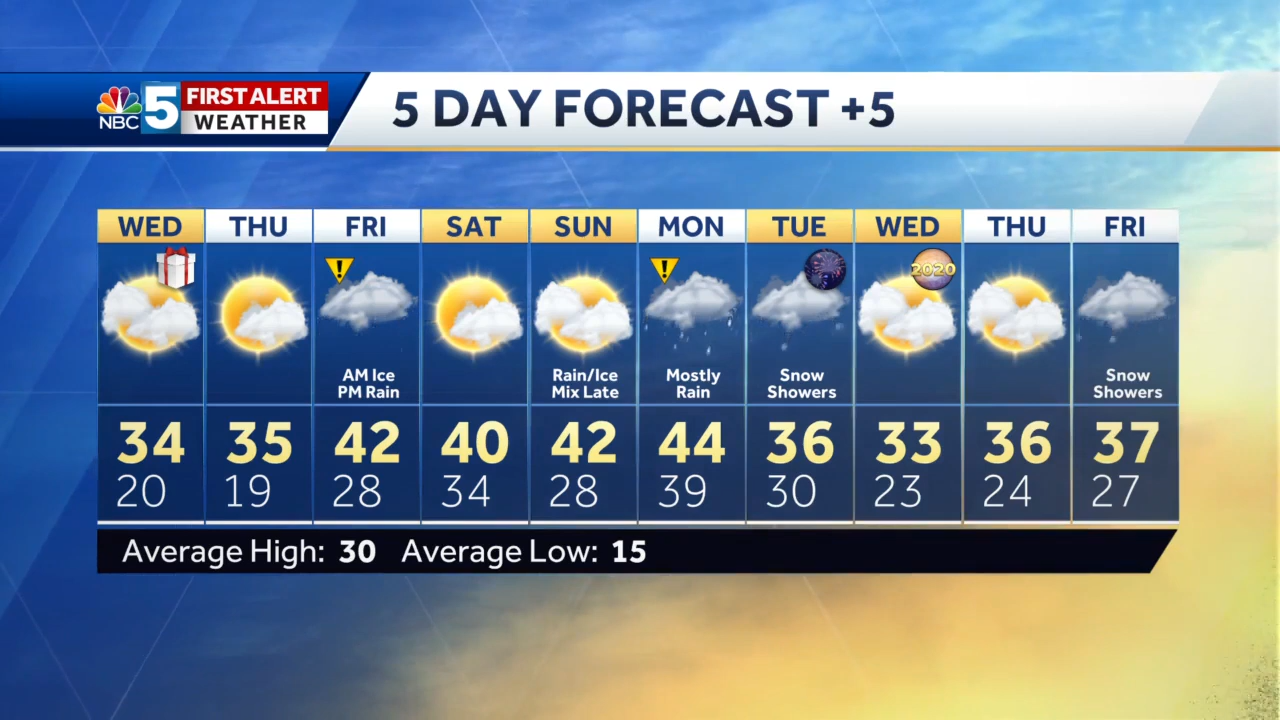 NBC 5 FIRST ALERT WEATHER
5 DAY FORECAST +5
WED THU FRI SAT SUN MON TUE WED THU FRI
! ! 2020
AM Ice Rain/Ice Mostly Snow Snow
PM Rain Mix Late Rain Showers Showers
34 35 42 40 42 44 36 33 36 37
20 19 28 34 28 39 30 23 24 27
Average High: 30 Average Low: 15